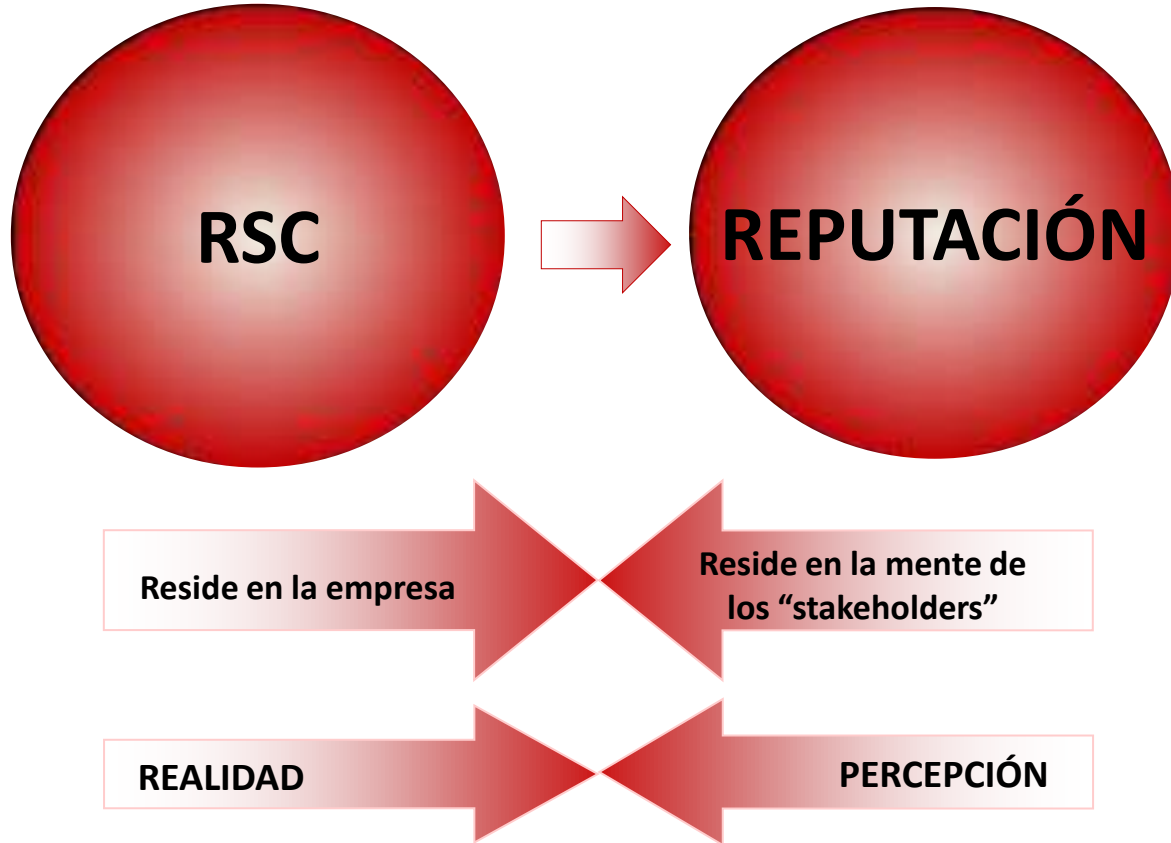 RSC
REPUTACIÓN
Reside en la empresa
Reside en la mente de
los “stakeholders”
REALIDAD
PERCEPCIÓN